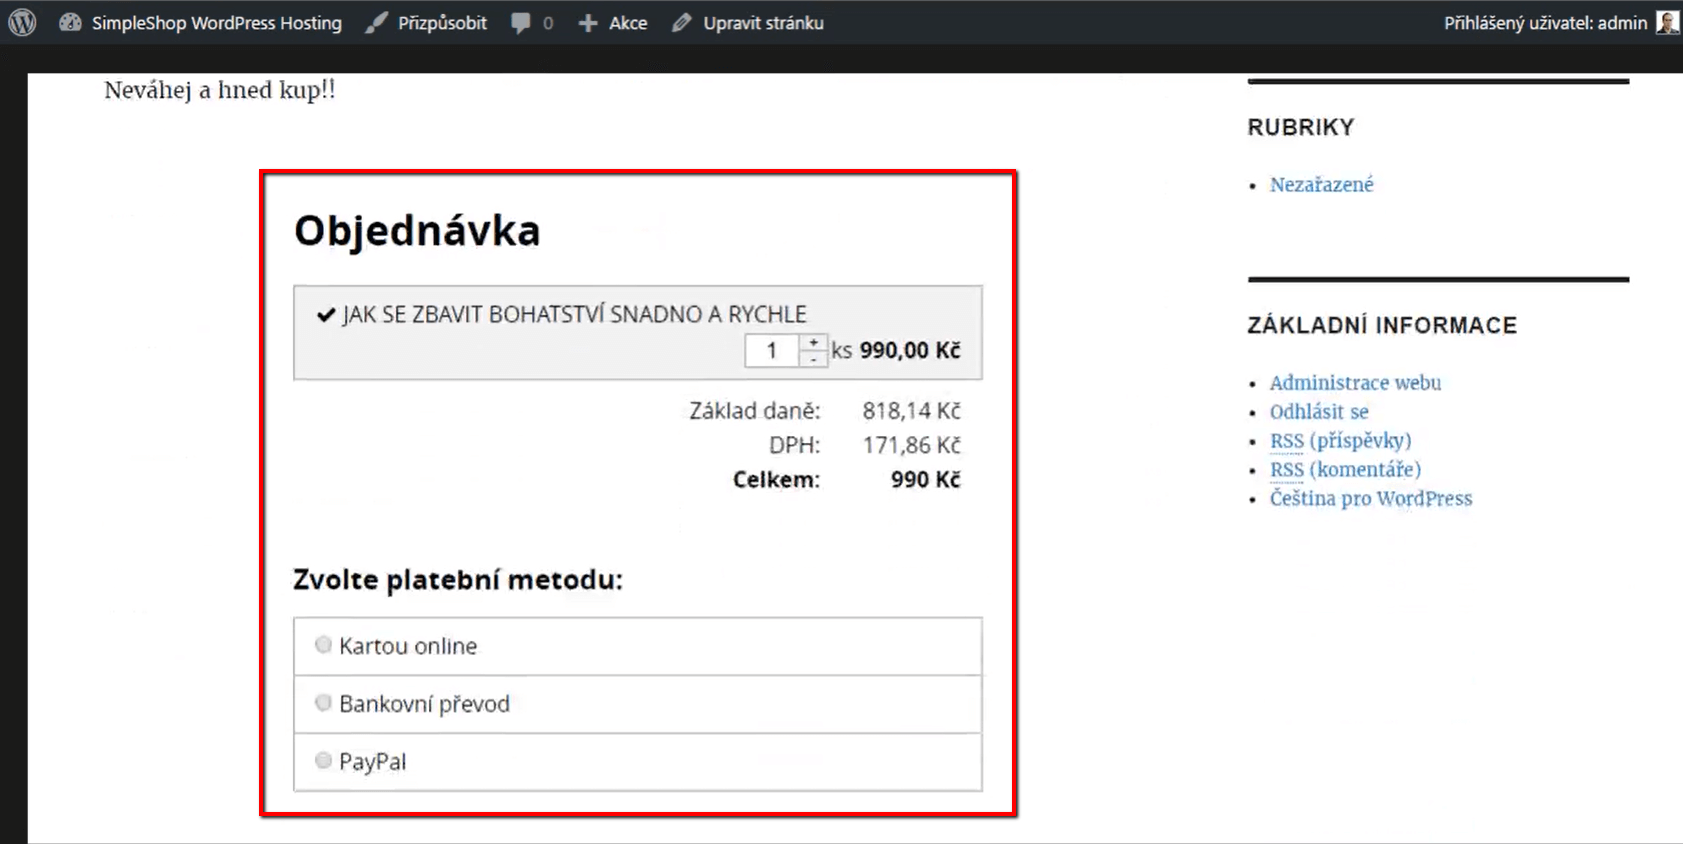 SimpleShop WordPress Hosting Přizpůsobit 0 Akce Upravit stránku Přihlášený uživatel: admin
Neváhej a hned kup!!
Objednávka
JAK SE ZBAVIT BOHATSTVÍ SNADNO A RYCHLE
1 + - ks 990,00 Kč
Základ daně: 818,14 Kč
DPH: 171,86 Kč
Celkem: 990 Kč
Zvolte platební metodu:
Kartou online
Bankovní převod
PayPal
RUBRIKY
Nezařazené
ZÁKLADNÍ INFORMACE
Administrace webu
Odhlásit se
RSS (příspěvky)
RSS (komentáře)
Čeština pro WordPress